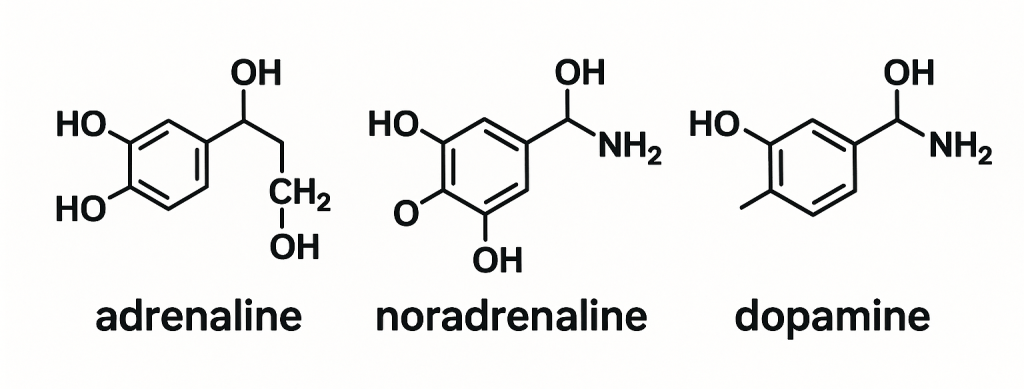 OH
HO
HO
CH₂
OH
adrenaline
OH
HO
NH₂
O
OH
noradrenaline
OH
HO
NH₂
dopamine